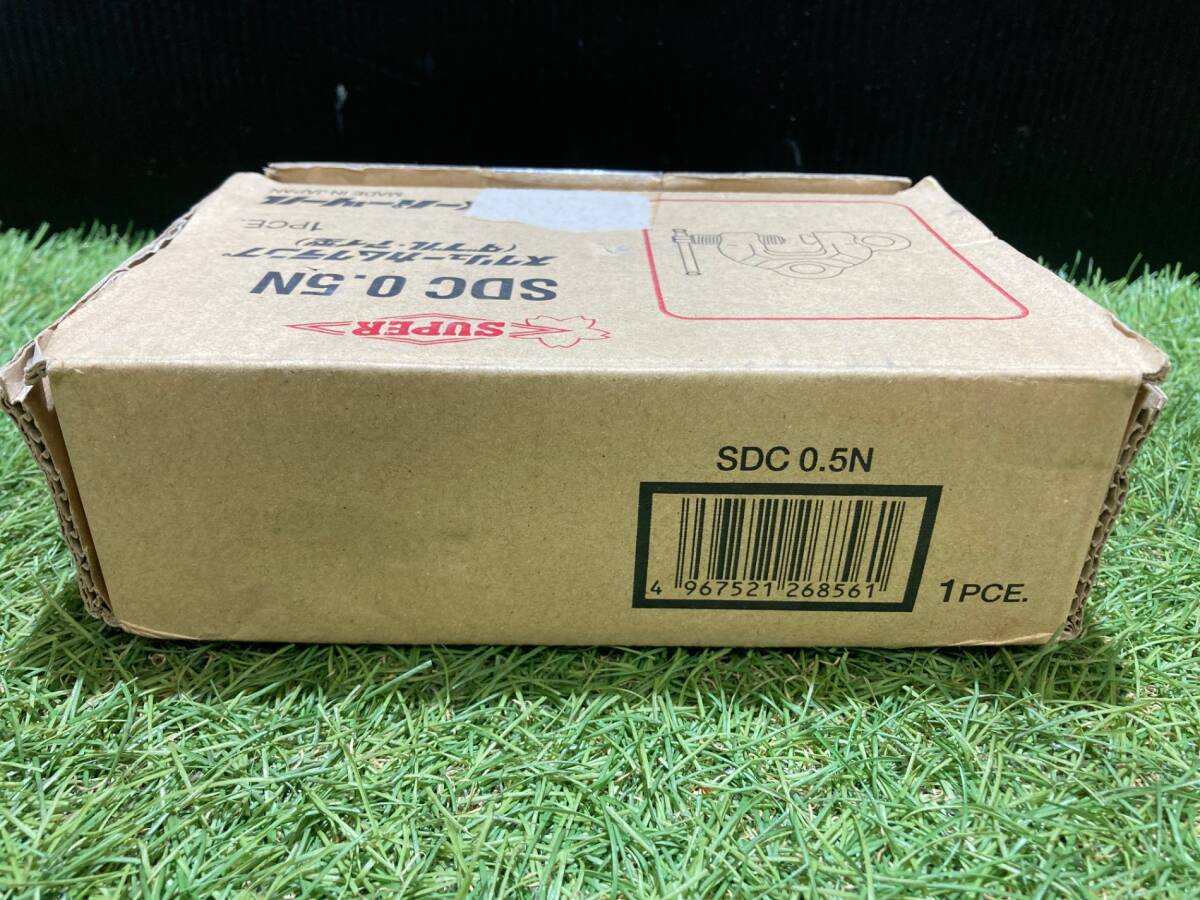 SUPER
SDC 0.5N
スクリューカムクランプ
(ダブル・アイ型)
1PCE.
MADE IN JAPAN
SDC 0.5N
4 967521 268561
1PCE.